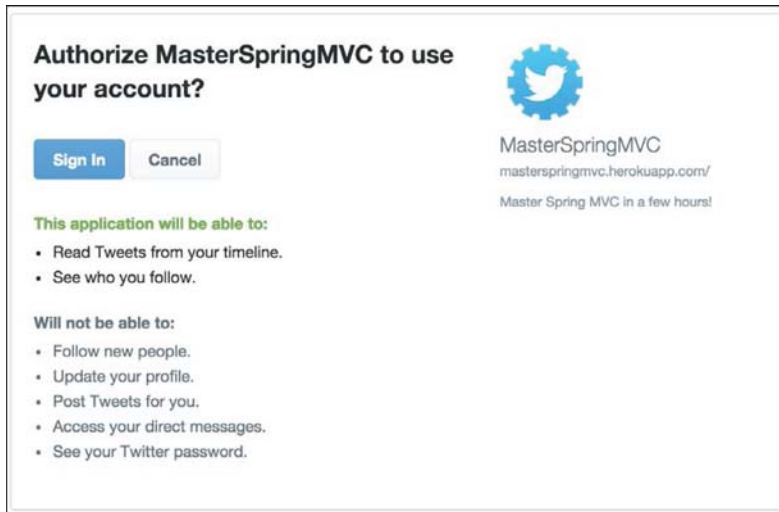 Authorize MasterSpringMVC to use
your account?
Sign In
Cancel
This application will be able to:
• Read Tweets from your timeline.
• See who you follow.
Will not be able to:
• Follow new people.
• Update your profile.
• Post Tweets for you.
• Access your direct messages.
• See your Twitter password.
MasterSpringMVC
masterspringmvc.herokuapp.com/
Master Spring MVC in a few hours!